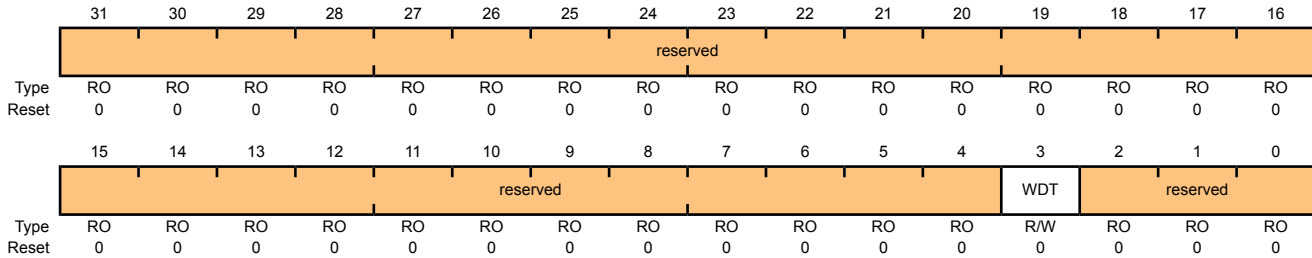 31 30 29 28 27 26 25 24 23 22 21 20 19 18 17 16
reserved
Type RO RO RO RO RO RO RO RO RO RO RO RO RO RO RO RO
Reset 0 0 0 0 0 0 0 0 0 0 0 0 0 0 0 0
15 14 13 12 11 10 9 8 7 6 5 4 3 2 1 0
reserved WDT reserved
Type RO RO RO RO RO RO RO RO RO RO RO RO R/W RO RO RO
Reset 0 0 0 0 0 0 0 0 0 0 0 0 0 0 0 0